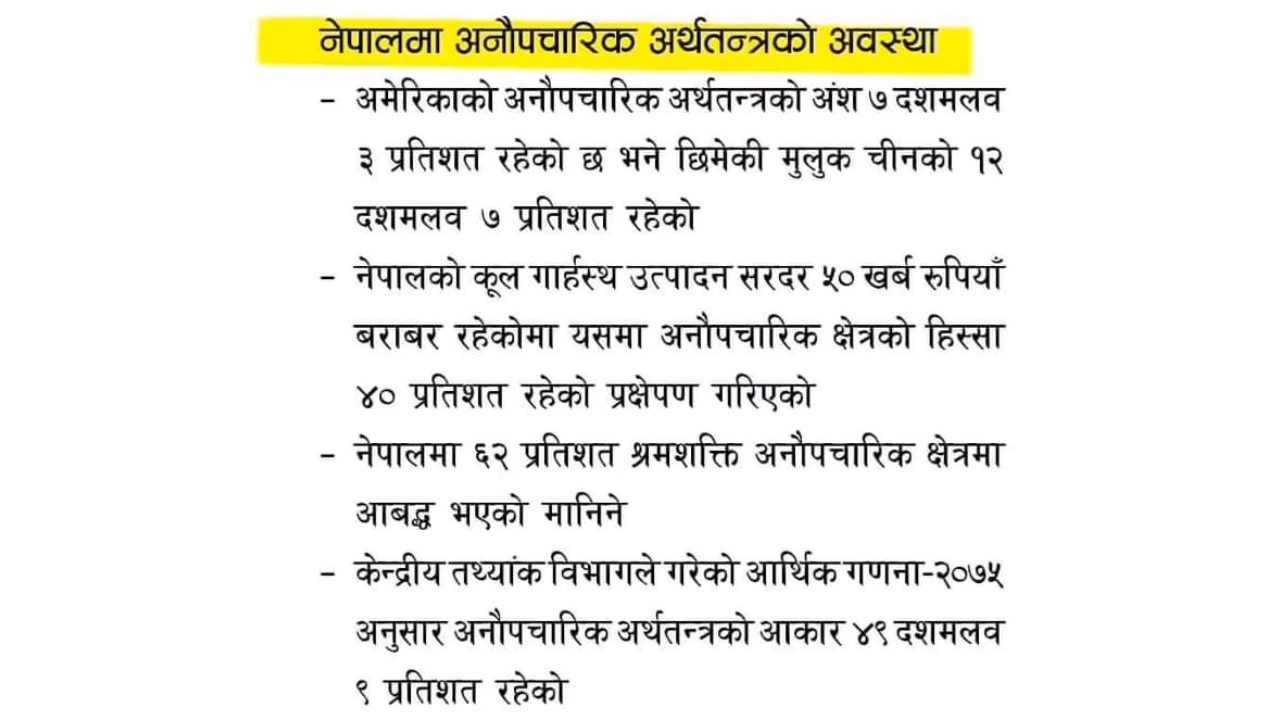 नेपालमा अनौपचारिक अर्थतन्त्रको अवस्था
- अमेरिकाको अनौपचारिक अर्थतन्त्रको अंश ७ दशमलव
३ प्रतिशत रहेको छ भने छिमेकी मुलुक चीनको १२
दशमलव ७ प्रतिशत रहेको
- नेपालको कूल गार्हस्थ उत्पादन सरदर ५० खर्ब रुपियाँ
बराबर रहेकोमा यसमा अनौपचारिक क्षेत्रको हिस्सा
४० प्रतिशत रहेको प्रक्षेपण गरिएको
- नेपालमा ६२ प्रतिशत श्रमशक्ति अनौपचारिक क्षेत्रमा
आबद्ध भएको मानिने
- केन्द्रीय तथ्यांक विभागले गरेको आर्थिक गणना-२०७५
अनुसार अनौपचारिक अर्थतन्त्रको आकार ४९ दशमलव
९ प्रतिशत रहेको